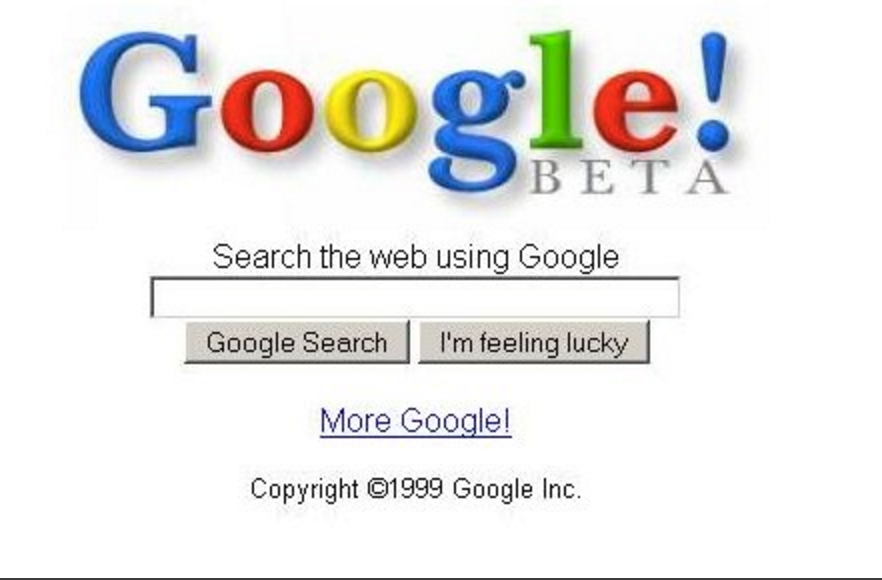 Google!
BETA
Search the web using Google
Google Search I'm feeling lucky
More Google!
Copyright ©1999 Google Inc.